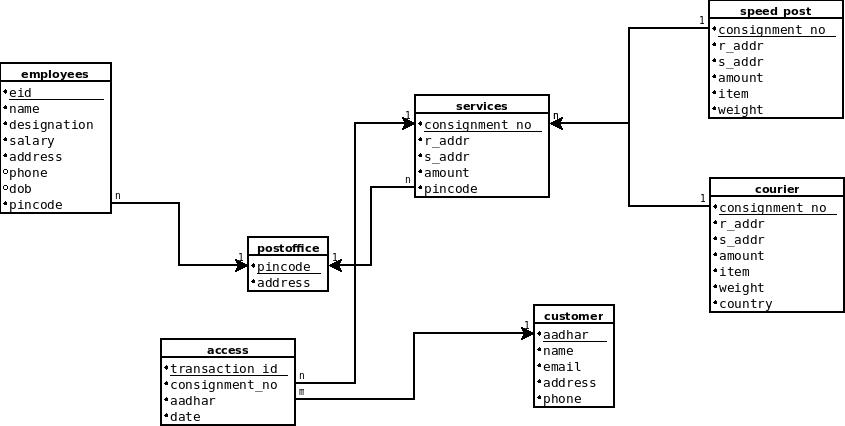 speed post
consignment_no
r_addr
s_addr
amount
item
weight
1
employees
eid
name
designation
salary
address
phone
dob
pincode
n
services
consignment_no
r_addr
s_addr
amount
pincode
1
n
n
courier
consignment_no
r_addr
s_addr
amount
item
weight
country
1
postoffice
pincode
address
1
1
customer
aadhar
name
email
address
phone
1
access
transaction_id
consignment_no
aadhar
date
n
m